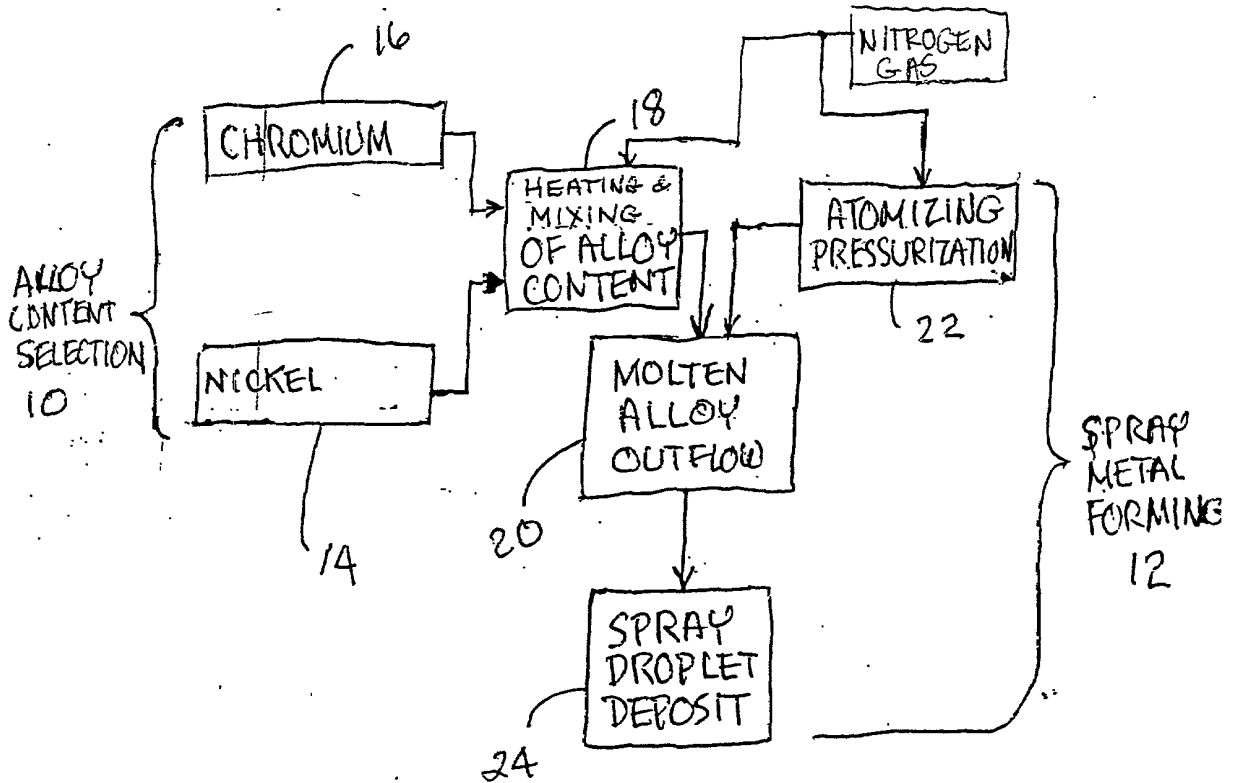 16
NITROGEN
GAS
CHROMIUM
18
HEATING &
MIXING
OF ALLOY
CONTENT
ATOMIZING
PRESSURIZATION
22
ALLOY
CONTENT
SELECTION
10
NICKEL
14
MOLTEN
ALLOY
OUTFLOW
20
SPRAY
METAL
FORMING
12
SPRAY
DROPLET
DEPOSIT
24